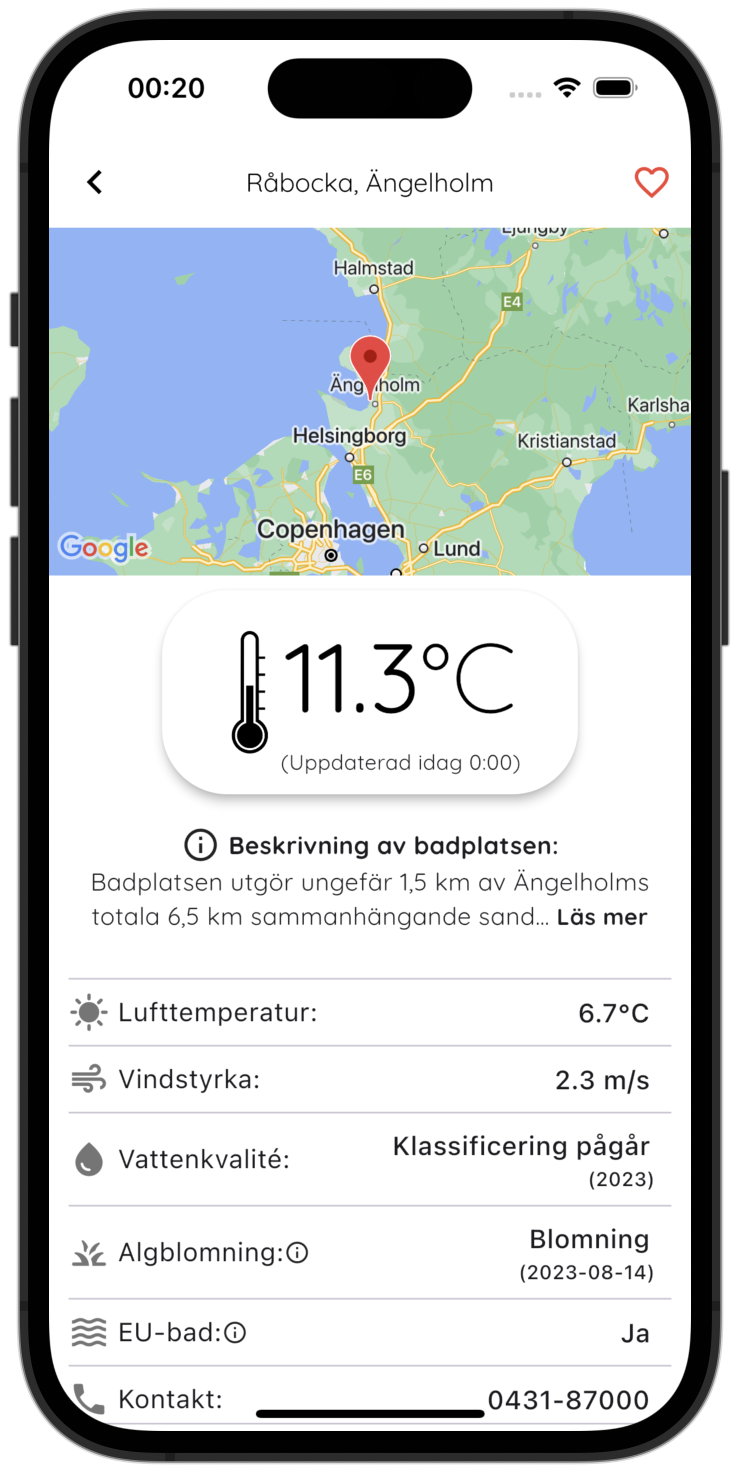 00:20
Råbocka, Ängelholm
Ljungby
Halmstad
E4
Ängelholm
Karlsha
Helsingborg
Kristianstad
E6
Copenhagen
Google
Lund
11.3°C
(Uppdaterad idag 0:00)
Beskrivning av badplatsen:
Badplatsen utgör ungefär 1,5 km av Ängelholms
totala 6,5 km sammanhängande sand... Läs mer
Lufttemperatur: 6.7°C
Vindstyrka: 2.3 m/s
Vattenkvalité: Klassificering pågår
(2023)
Algblomning: Blomning
(2023-08-14)
EU-bad: Ja
Kontakt: 0431-87000